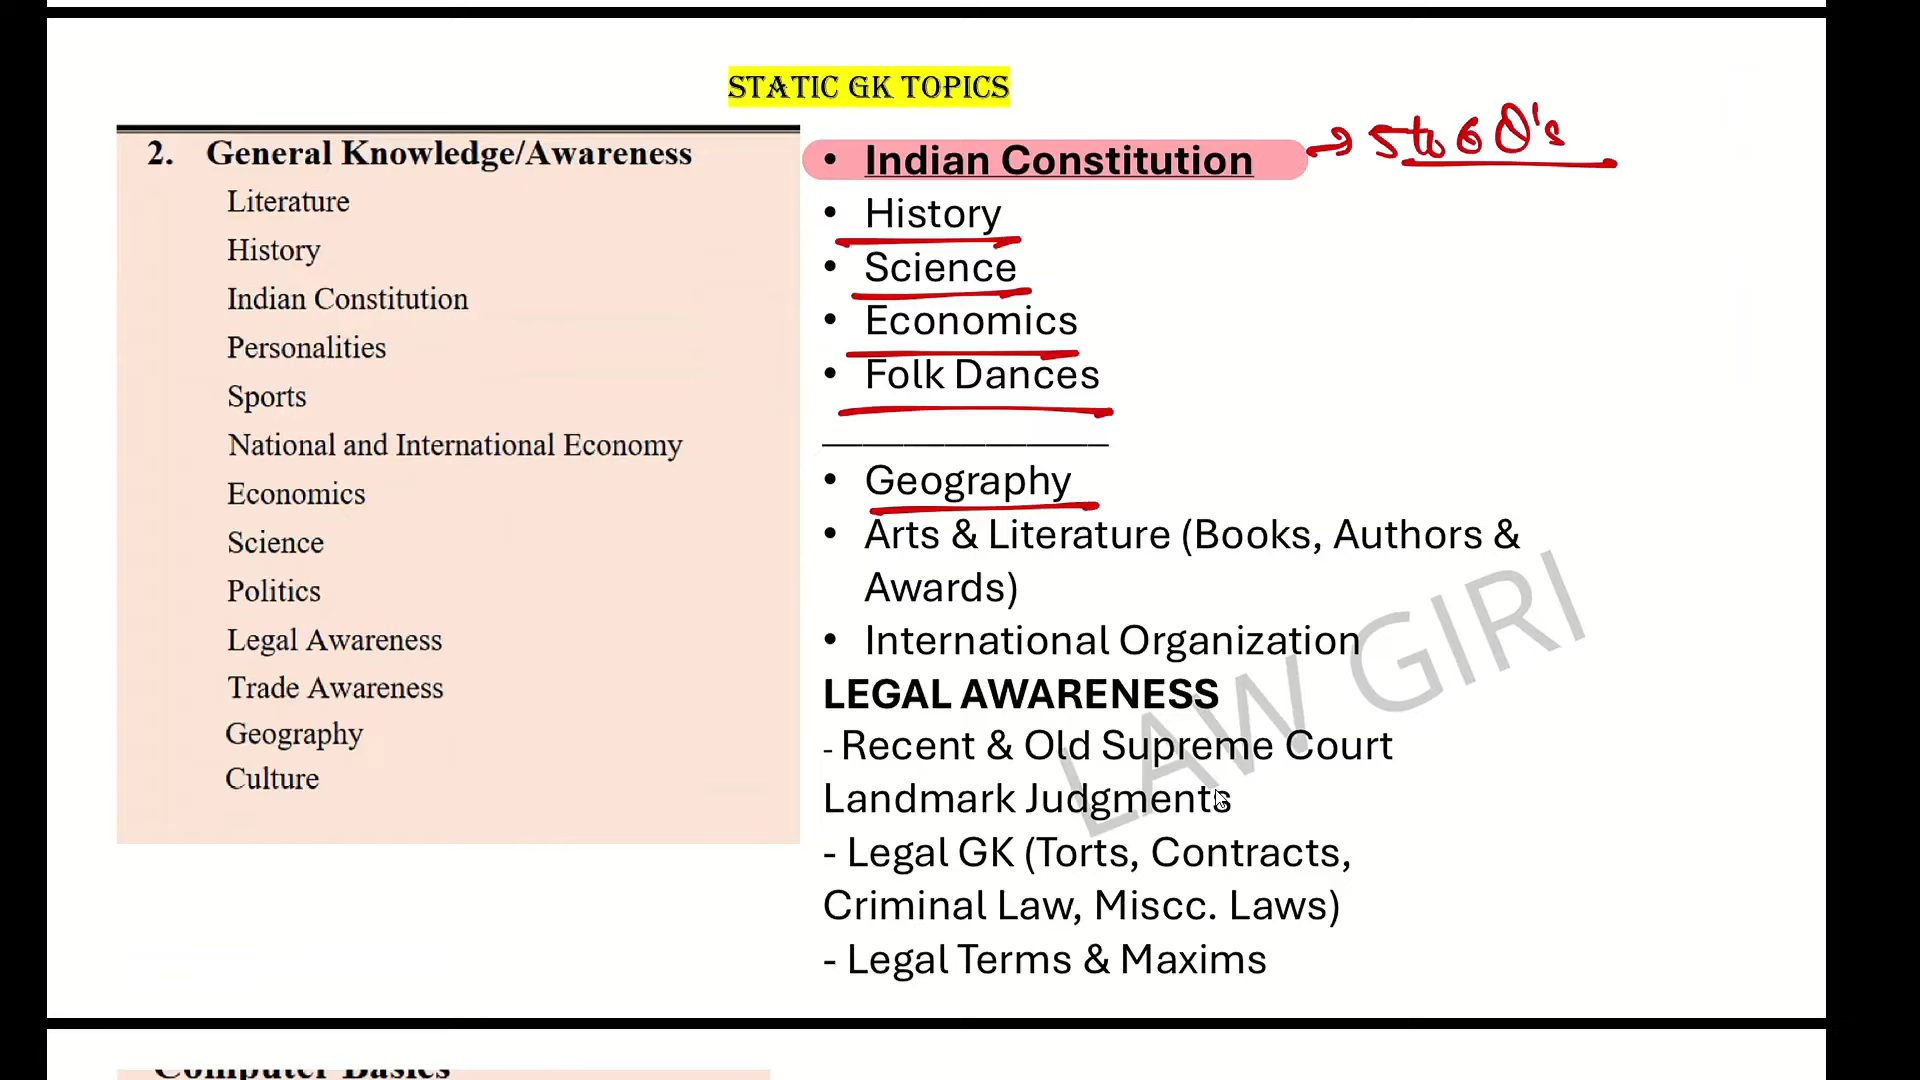 STATIC GK TOPICS
2. General Knowledge/Awareness
Literature
History
Indian Constitution
Personalities
Sports
National and International Economy
Economics
Science
Politics
Legal Awareness
Trade Awareness
Geography
Culture
• Indian Constitution → 5 to 6 Q's
• History
• Science
• Economics
• Folk Dances
• Geography
• Arts & Literature (Books, Authors &
Awards)
• International Organization
LEGAL AWARENESS
- Recent & Old Supreme Court
Landmark Judgments
- Legal GK (Torts, Contracts,
Criminal Law, Miscc. Laws)
- Legal Terms & Maxims
LAW GIRI
Computer Basics